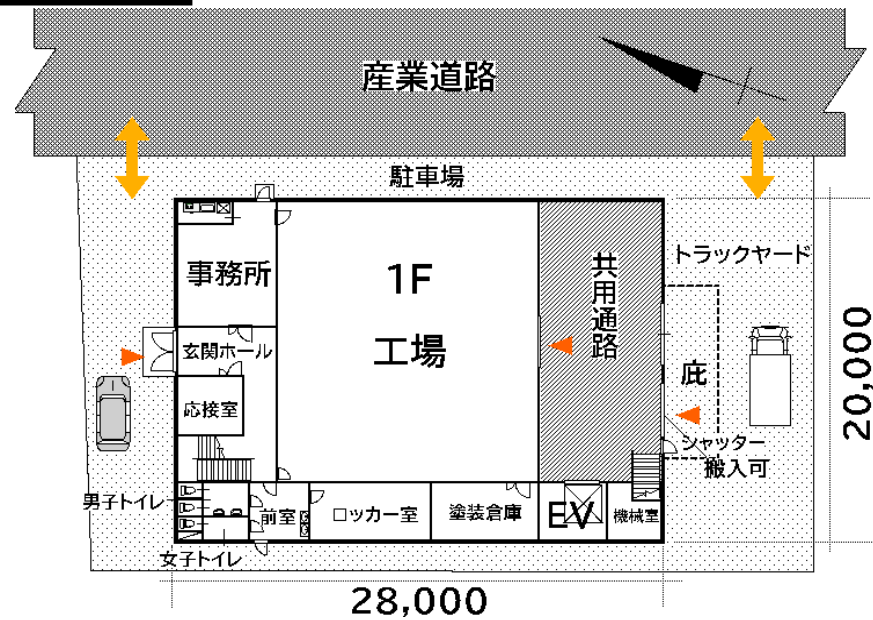 産業道路
駐車場
トラックヤード
事務所
1F
工場
共用通路
玄関ホール
庇
応接室
シャッター
搬入可
男子トイレ
前室
ロッカー室
塗装倉庫
EV
機械室
女子トイレ
28,000
20,000